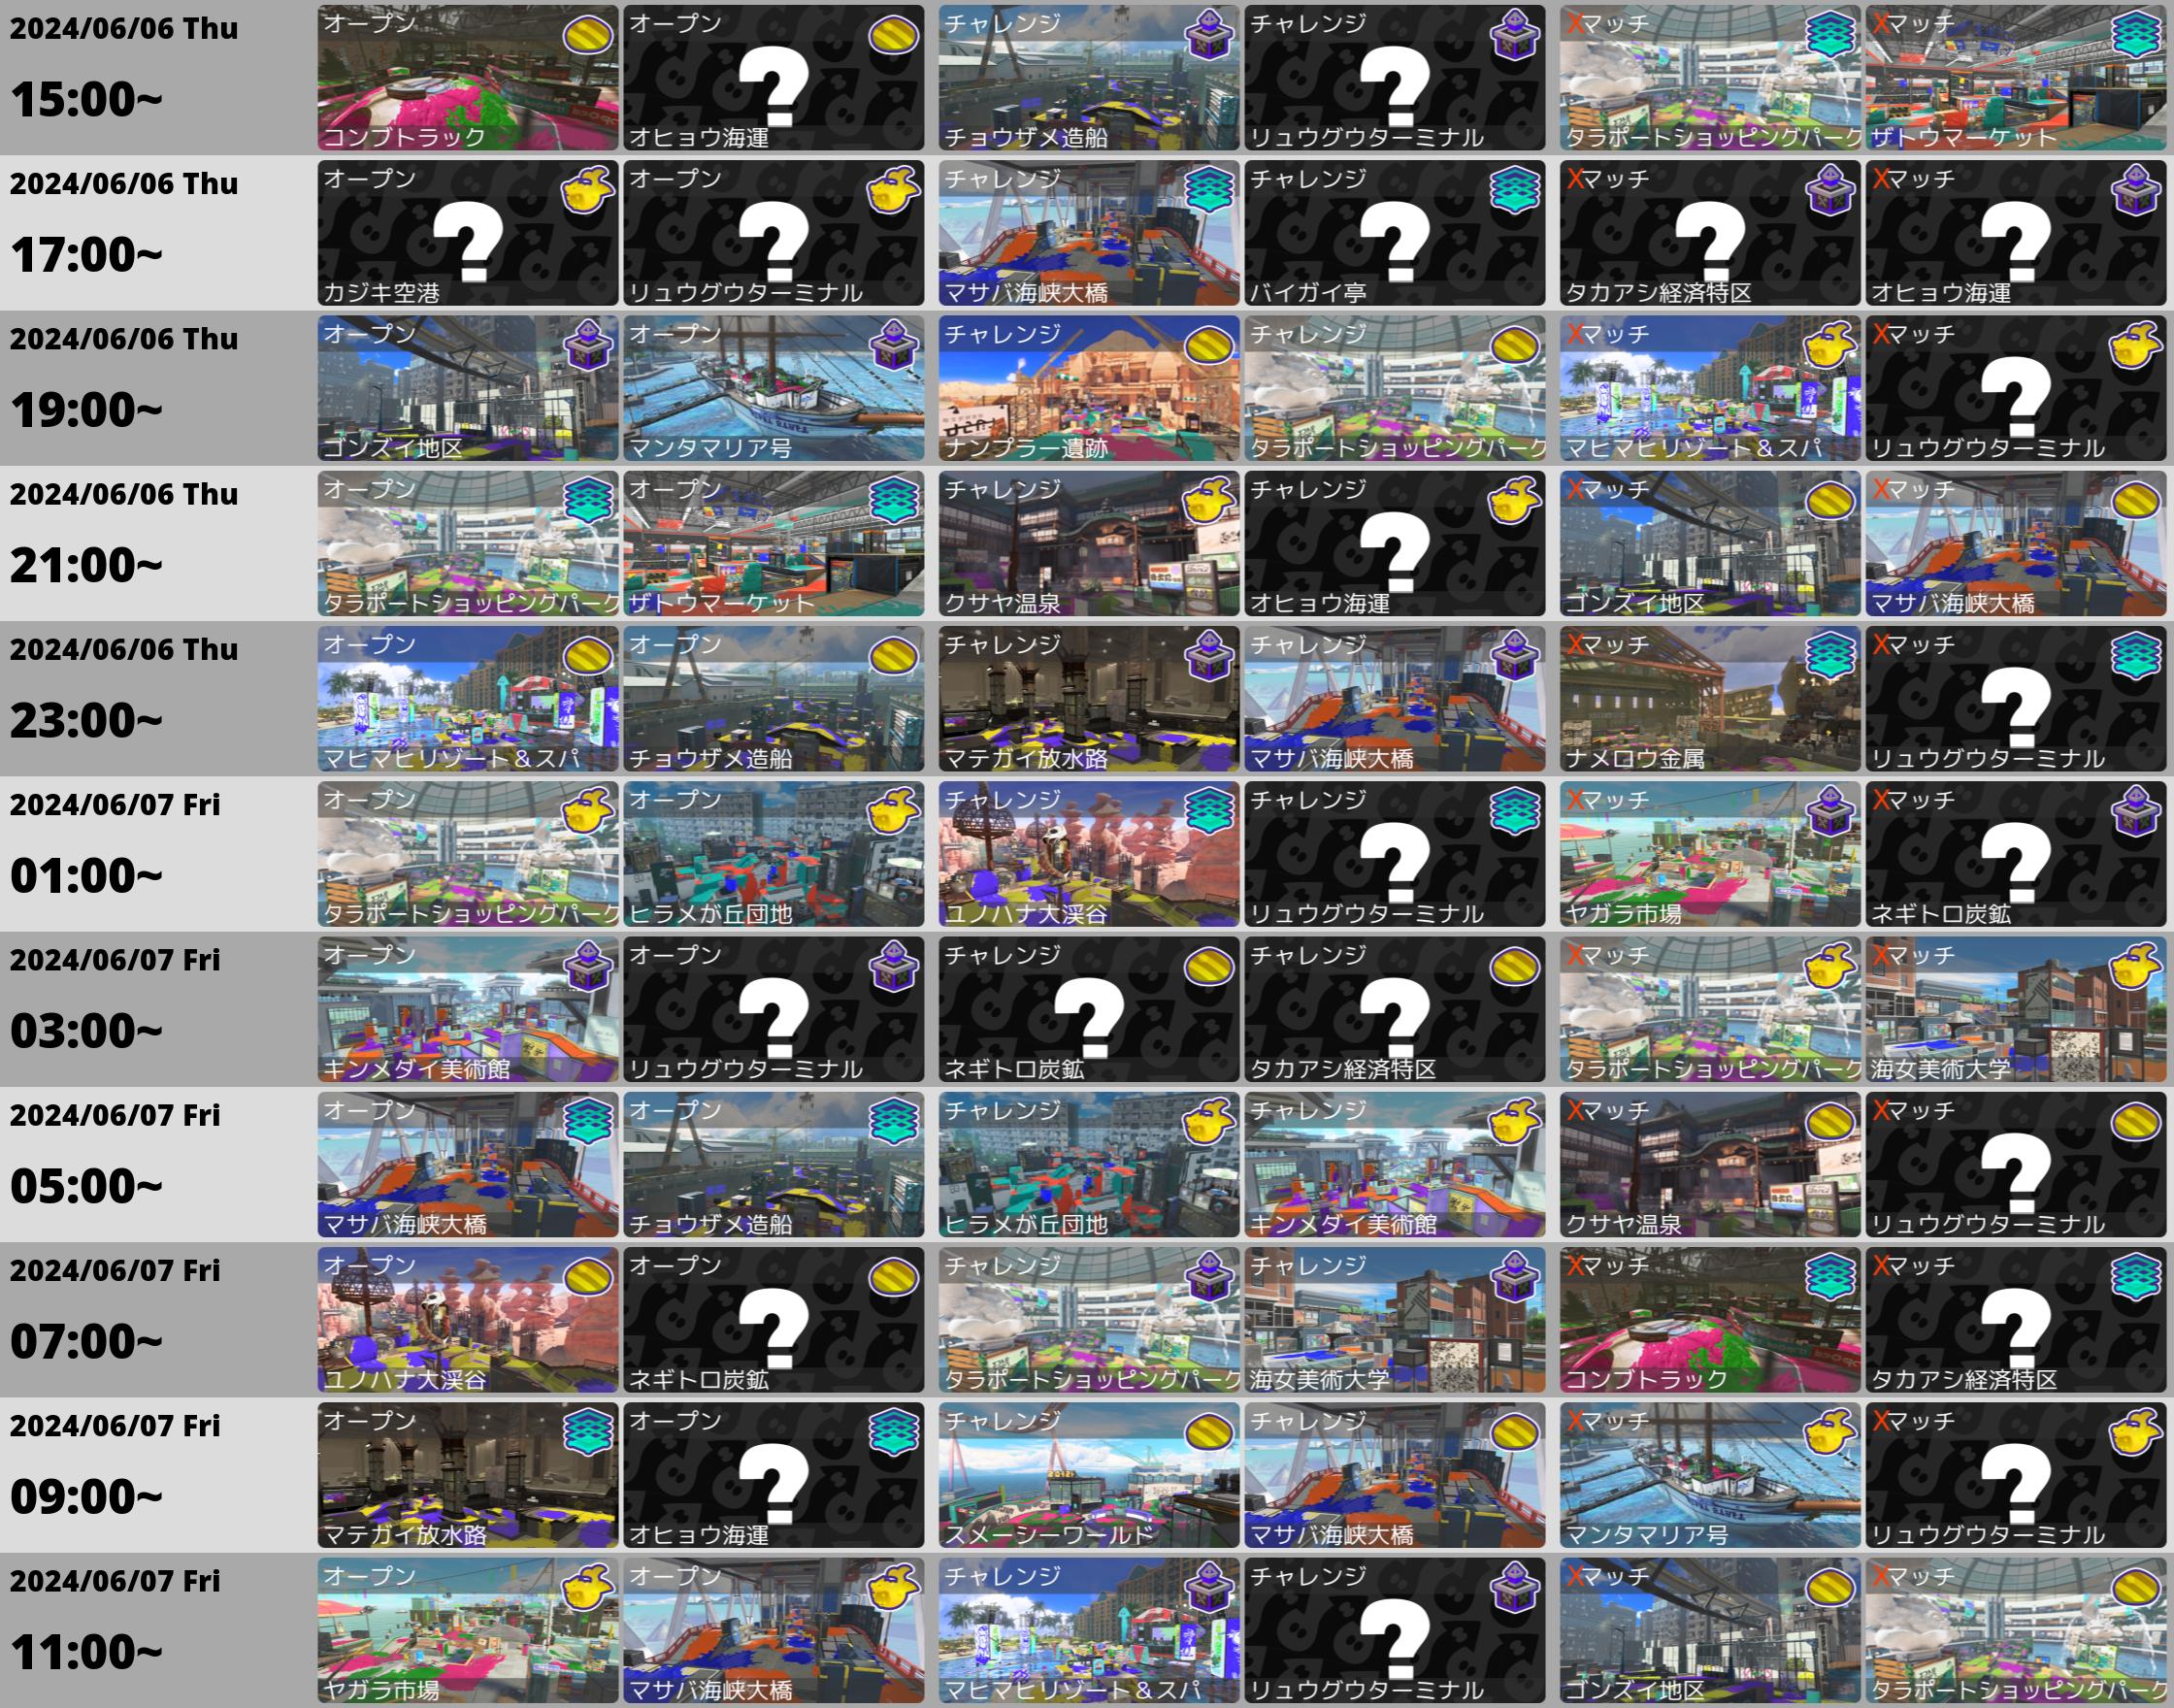 2024/06/06 Thu
15:00~
オープン
コンブトラック
オープン
オヒョウ海運
チャレンジ
チョウザメ造船
チャレンジ
リュウグウターミナル
Xマッチ
タラポートショッピングパーク
Xマッチ
ザトウマーケット
2024/06/06 Thu
17:00~
オープン
カジキ空港
オープン
リュウグウターミナル
チャレンジ
マサバ海峡大橋
チャレンジ
バイガイ亭
Xマッチ
タカアシ経済特区
Xマッチ
オヒョウ海運
2024/06/06 Thu
19:00~
オープン
ゴンズイ地区
オープン
マンタマリア号
チャレンジ
ナンプラー遺跡
チャレンジ
タラポートショッピングパーク
Xマッチ
マヒマヒリゾート＆スパ
Xマッチ
リュウグウターミナル
2024/06/06 Thu
21:00~
オープン
タラポートショッピングパーク
オープン
ザトウマーケット
チャレンジ
クサヤ温泉
チャレンジ
オヒョウ海運
Xマッチ
ゴンズイ地区
Xマッチ
マサバ海峡大橋
2024/06/06 Thu
23:00~
オープン
マヒマヒリゾート＆スパ
オープン
チョウザメ造船
チャレンジ
マテガイ放水路
チャレンジ
マサバ海峡大橋
Xマッチ
ナメロウ金属
Xマッチ
リュウグウターミナル
2024/06/07 Fri
01:00~
オープン
タラポートショッピングパーク
オープン
ヒラメが丘団地
チャレンジ
ユノハナ大渓谷
チャレンジ
リュウグウターミナル
Xマッチ
ヤガラ市場
Xマッチ
ネギトロ炭鉱
2024/06/07 Fri
03:00~
オープン
キンメダイ美術館
オープン
リュウグウターミナル
チャレンジ
ネギトロ炭鉱
チャレンジ
タカアシ経済特区
Xマッチ
タラポートショッピングパーク
Xマッチ
海女美術大学
2024/06/07 Fri
05:00~
オープン
マサバ海峡大橋
オープン
チョウザメ造船
チャレンジ
ヒラメが丘団地
チャレンジ
キンメダイ美術館
Xマッチ
クサヤ温泉
Xマッチ
リュウグウターミナル
2024/06/07 Fri
07:00~
オープン
ユノハナ大渓谷
オープン
ネギトロ炭鉱
チャレンジ
タラポートショッピングパーク
チャレンジ
海女美術大学
Xマッチ
コンブトラック
Xマッチ
タカアシ経済特区
2024/06/07 Fri
09:00~
オープン
マテガイ放水路
オープン
オヒョウ海運
チャレンジ
スメーシーワールド
チャレンジ
マサバ海峡大橋
Xマッチ
マンタマリア号
Xマッチ
リュウグウターミナル
2024/06/07 Fri
11:00~
オープン
ヤガラ市場
オープン
マサバ海峡大橋
チャレンジ
マヒマヒリゾート＆スパ
チャレンジ
リュウグウターミナル
Xマッチ
ゴンズイ地区
Xマッチ
タラポートショッピングパーク